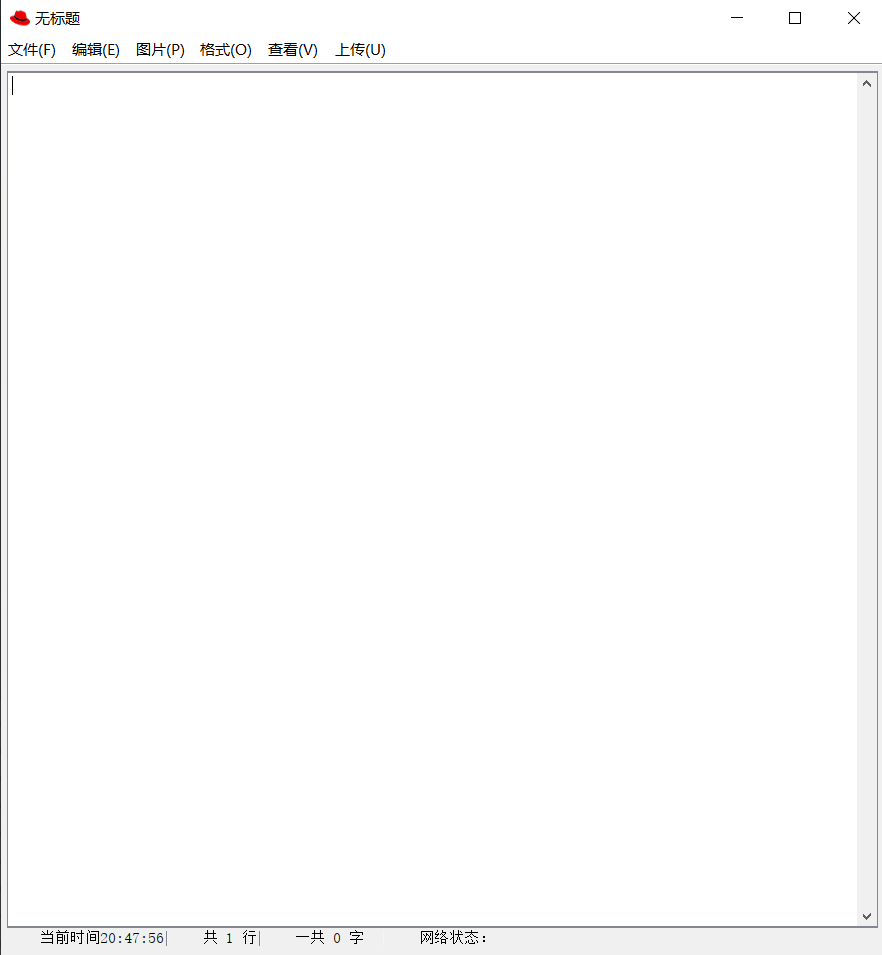 无标题
文件(F) 编辑(E) 图片(P) 格式(O) 查看(V) 上传(U)
当前时间20:47:56| 共 1 行| 一共 0 字 网络状态: